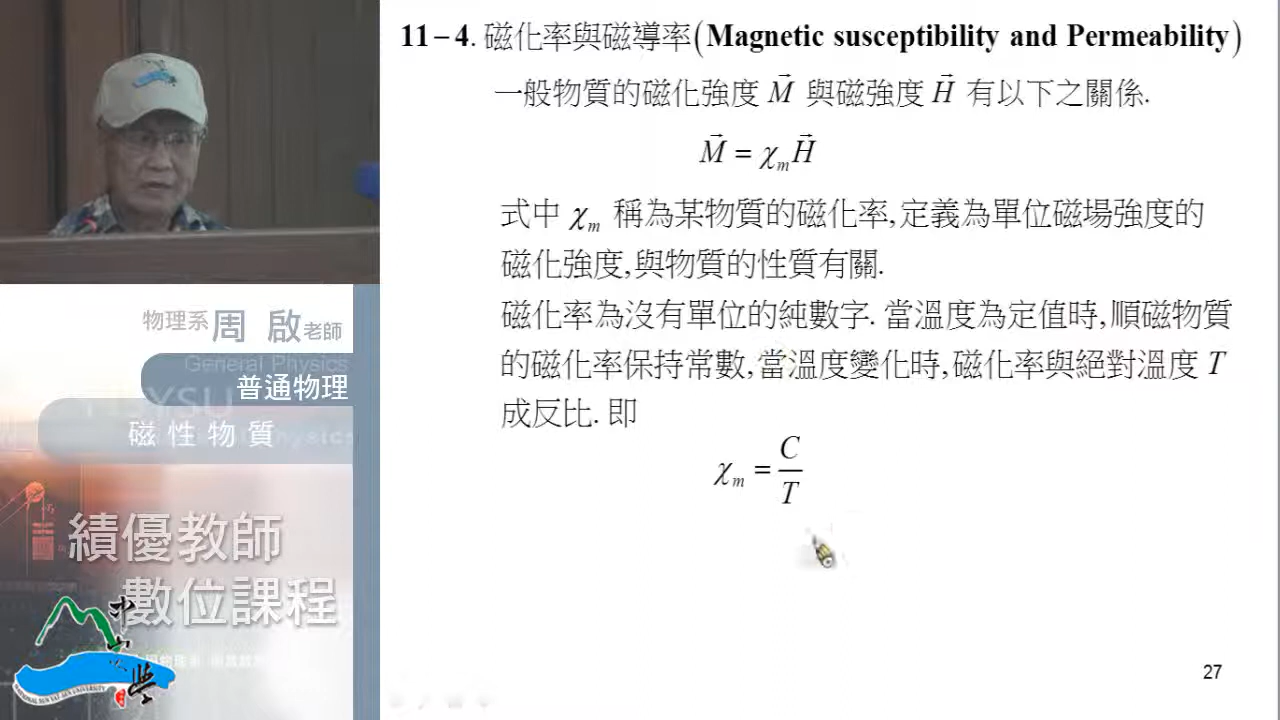 11－4. 磁化率與磁導率(Magnetic susceptibility and Permeability)
一般物質的磁化強度 M⃗ 與磁強度 H⃗ 有以下之關係.
M⃗ = χₘH⃗
式中 χₘ 稱為某物質的磁化率,定義為單位磁場強度的
磁化強度,與物質的性質有關.
磁化率為沒有單位的純數字. 當溫度為定值時,順磁物質
的磁化率保持常數,當溫度變化時,磁化率與絕對溫度 T
成反比. 即
χₘ = C/T
27
物理系 周 啟 老師
General Physics
普通物理
磁性物質
績優教師
數位課程